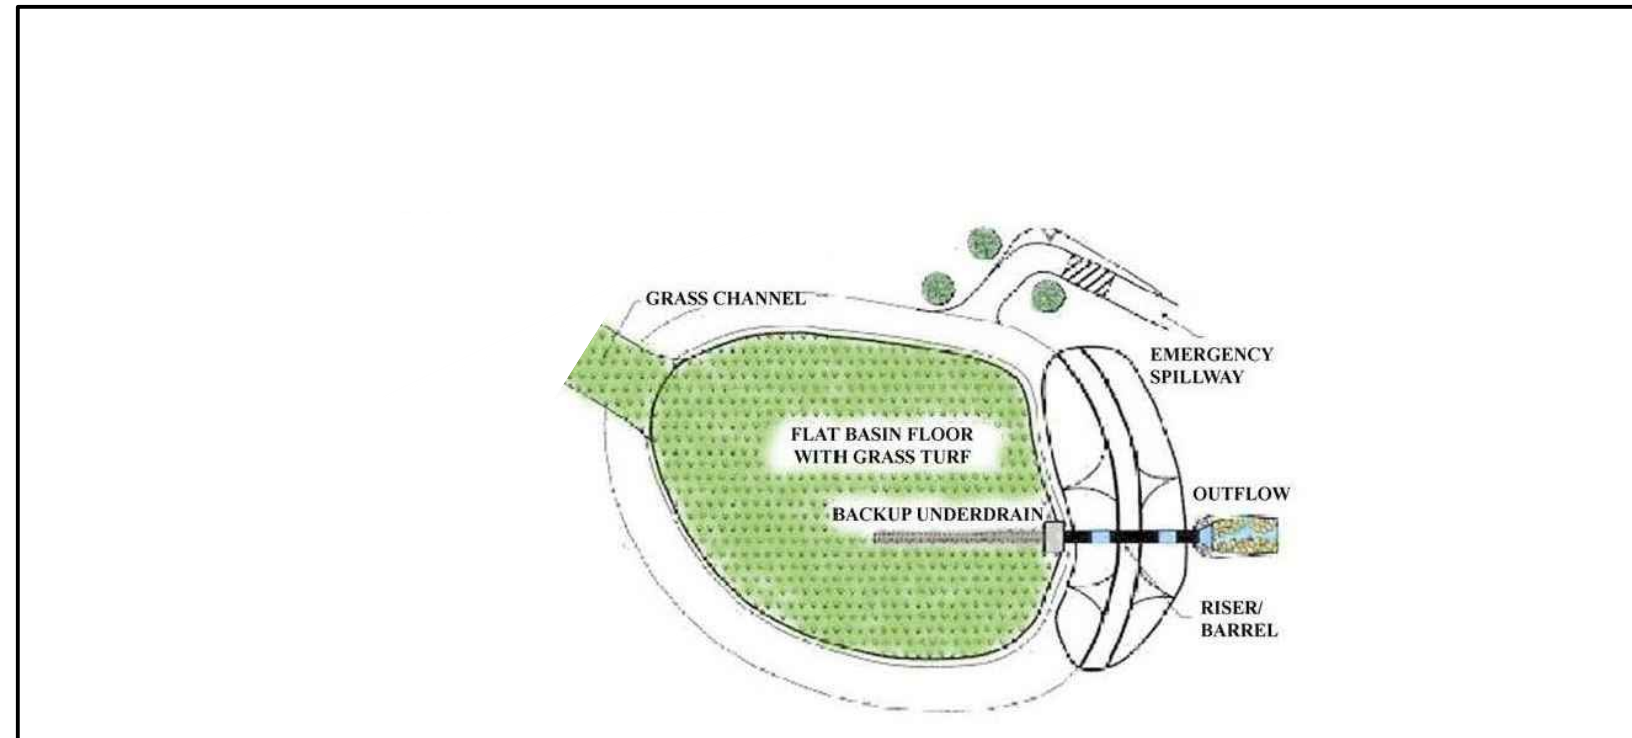 GRASS CHANNEL
EMERGENCY
SPILLWAY
FLAT BASIN FLOOR
WITH GRASS TURF
OUTFLOW
BACKUP UNDERDRAIN
RISER/
BARREL